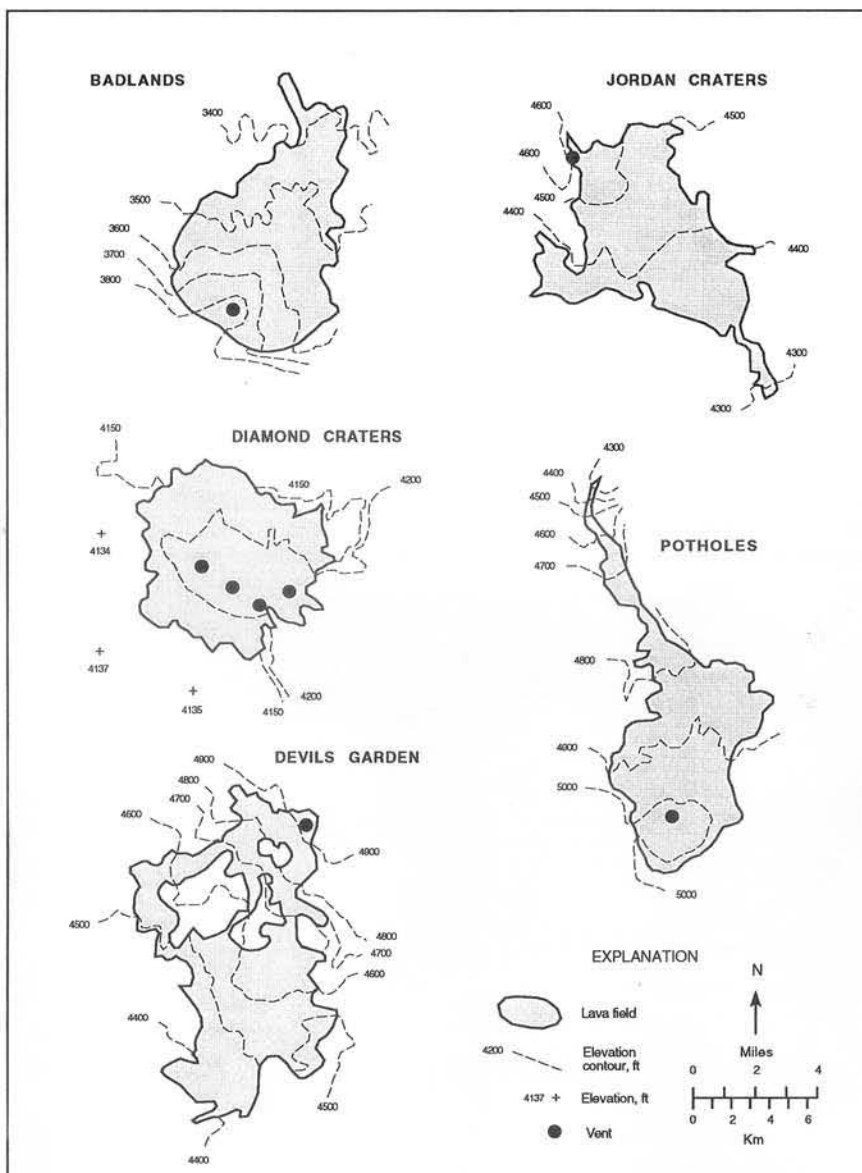 BADLANDS
3400
3500
3600
3700
3800
JORDAN CRATERS
4600
4500
4600
4500
4400
4400
4300
4300
DIAMOND CRATERS
4150
4150
4200
4134
4137
4135
4150
4200
POTHOLES
4300
4400
4500
4600
4700
4800
4900
5000
5000
DEVILS GARDEN
4900
4800
4700
4600
4900
4500
4800
4700
4600
4400
4500
4400
EXPLANATION
Lava field
4200
Elevation
contour, ft
4137 + Elevation, ft
Vent
N
Miles
0 2 4
0 2 4 6
Km